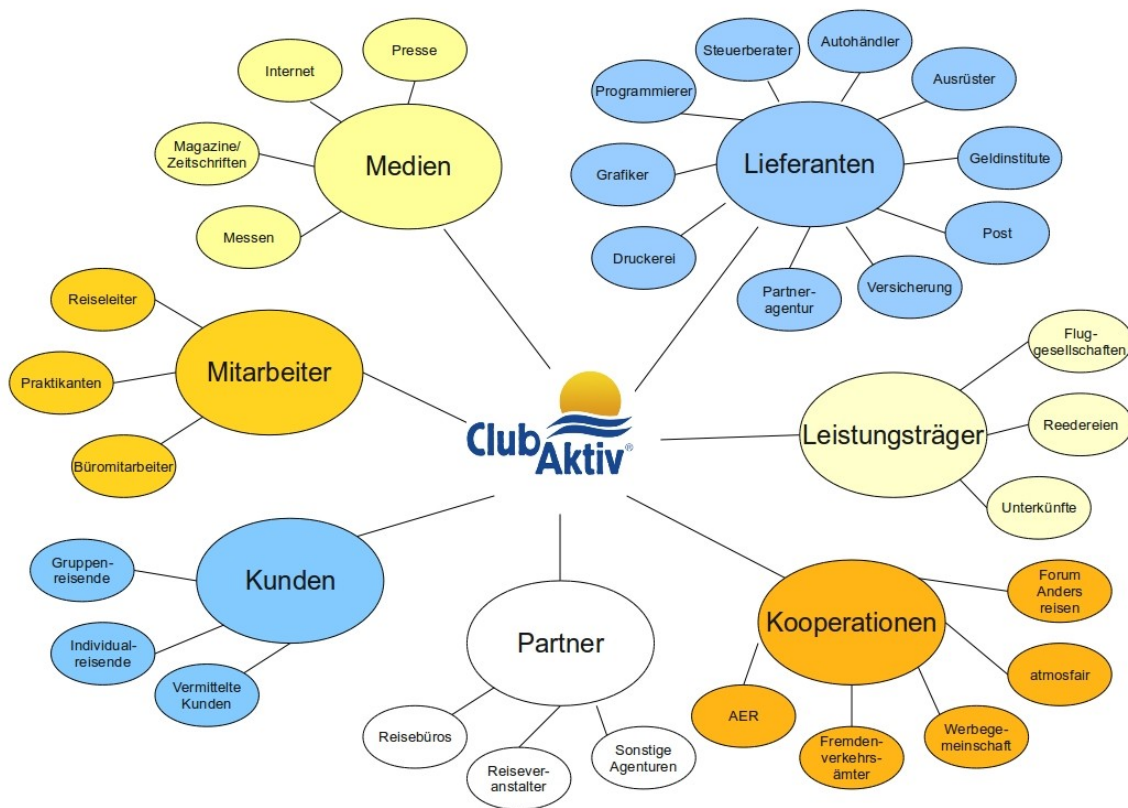 Presse
Internet
Magazine/
Zeitschriften
Messen
Medien
Steuerberater
Autohändler
Programmierer
Ausrüster
Grafiker
Geldinstitute
Druckerei
Post
Partner-
agentur
Versicherung
Lieferanten
Reiseleiter
Praktikanten
Büromitarbeiter
Mitarbeiter
Club
Aktiv®
Flug-
gesellschaften
Reedereien
Unterkünfte
Leistungsträger
Kunden
Gruppen-
reisende
Individual-
reisende
Vermittelte
Kunden
Partner
Reisebüros
Reisever-
anstalter
Sonstige
Agenturen
Kooperationen
Forum
Anders
reisen
atmosfair
Werbege-
meinschaft
Fremden-
verkehrs-
ämter
AER